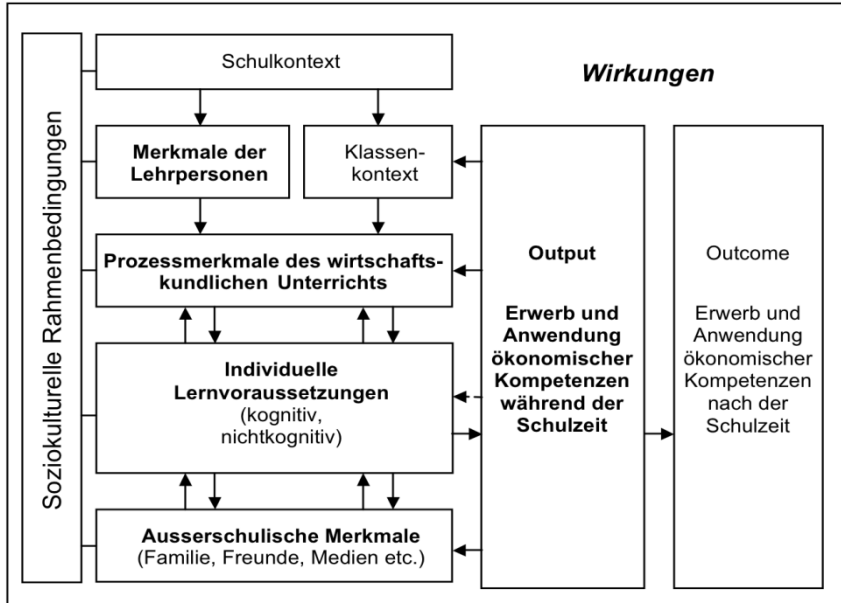 Soziokulturelle Rahmenbedingungen
Schulkontext
Wirkungen
Merkmale der
Lehrpersonen
Klassen-
kontext
Prozessmerkmale des wirtschafts-
kundlichen Unterrichts
Individuelle
Lernvoraussetzungen
(kognitiv,
nichtkognitiv)
Ausserschulische Merkmale
(Familie, Freunde, Medien etc.)
Output
Erwerb und
Anwendung
ökonomischer
Kompetenzen
während der
Schulzeit
Outcome
Erwerb und
Anwendung
ökonomischer
Kompetenzen
nach der
Schulzeit